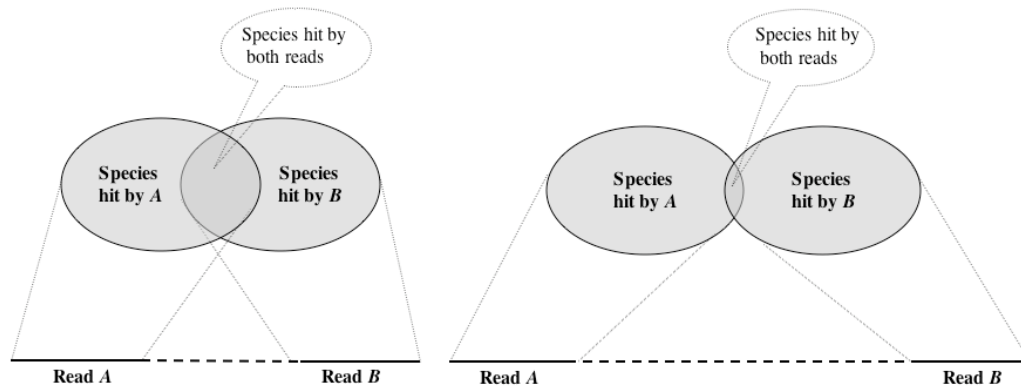 Species hit by
both reads
Species
hit by A
Species
hit by B
Read A
Read B
Species hit by
both reads
Species
hit by A
Species
hit by B
Read A
Read B